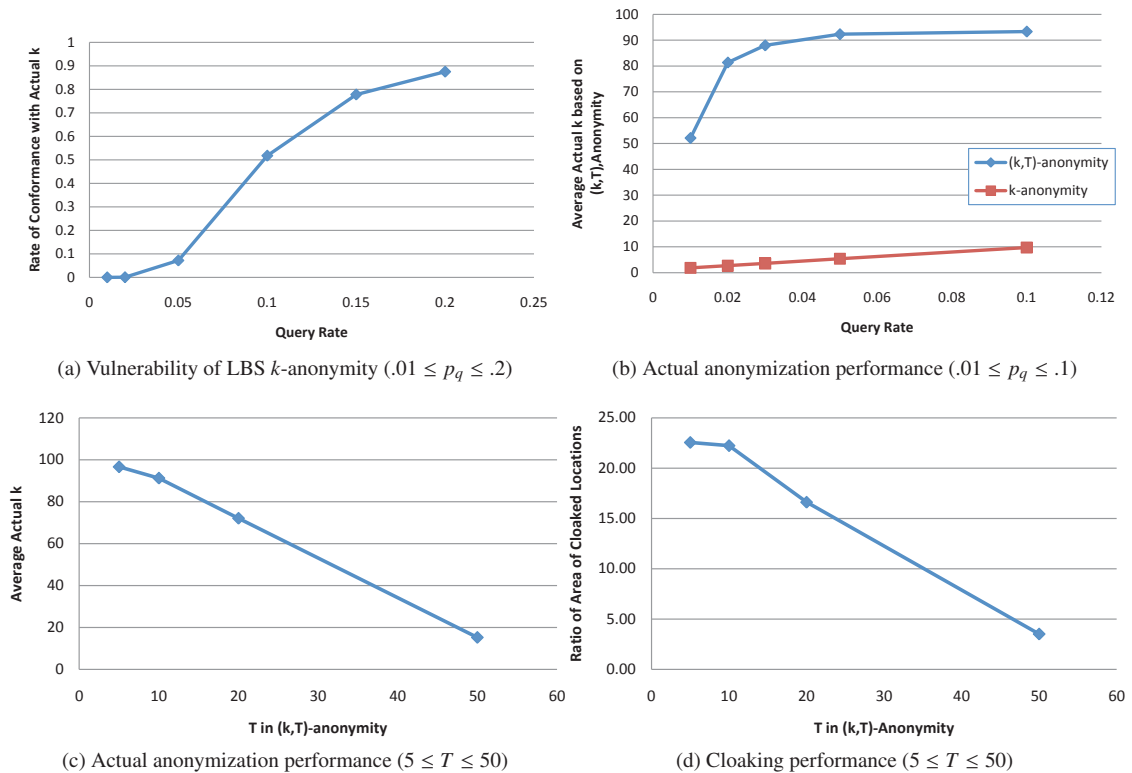 Rate of Conformance with Actual k
1
0.9
0.8
0.7
0.6
0.5
0.4
0.3
0.2
0.1
0
0 0.05 0.1 0.15 0.2 0.25
Query Rate
(a) Vulnerability of LBS k-anonymity (.01 ≤ p_q ≤ .2)
Average Actual k based on
(k,T),Anonymity
100
90
80
70
60
50
40
30
20
10
0
0 0.02 0.04 0.06 0.08 0.1 0.12
(k,T)-anonymity
k-anonymity
Query Rate
(b) Actual anonymization performance (.01 ≤ p_q ≤ .1)
Average Actual k
120
100
80
60
40
20
0
0 10 20 30 40 50 60
T in (k,T)-anonymity
(c) Actual anonymization performance (5 ≤ T ≤ 50)
Ratio of Area of Cloaked Locations
25.00
20.00
15.00
10.00
5.00
0.00
0 10 20 30 40 50 60
T in (k,T)-Anonymity
(d) Cloaking performance (5 ≤ T ≤ 50)